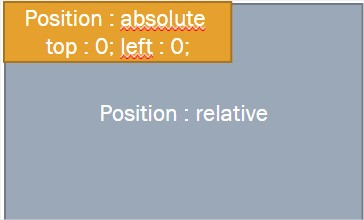 Position : absolute
top : 0; left : 0;
Position : relative